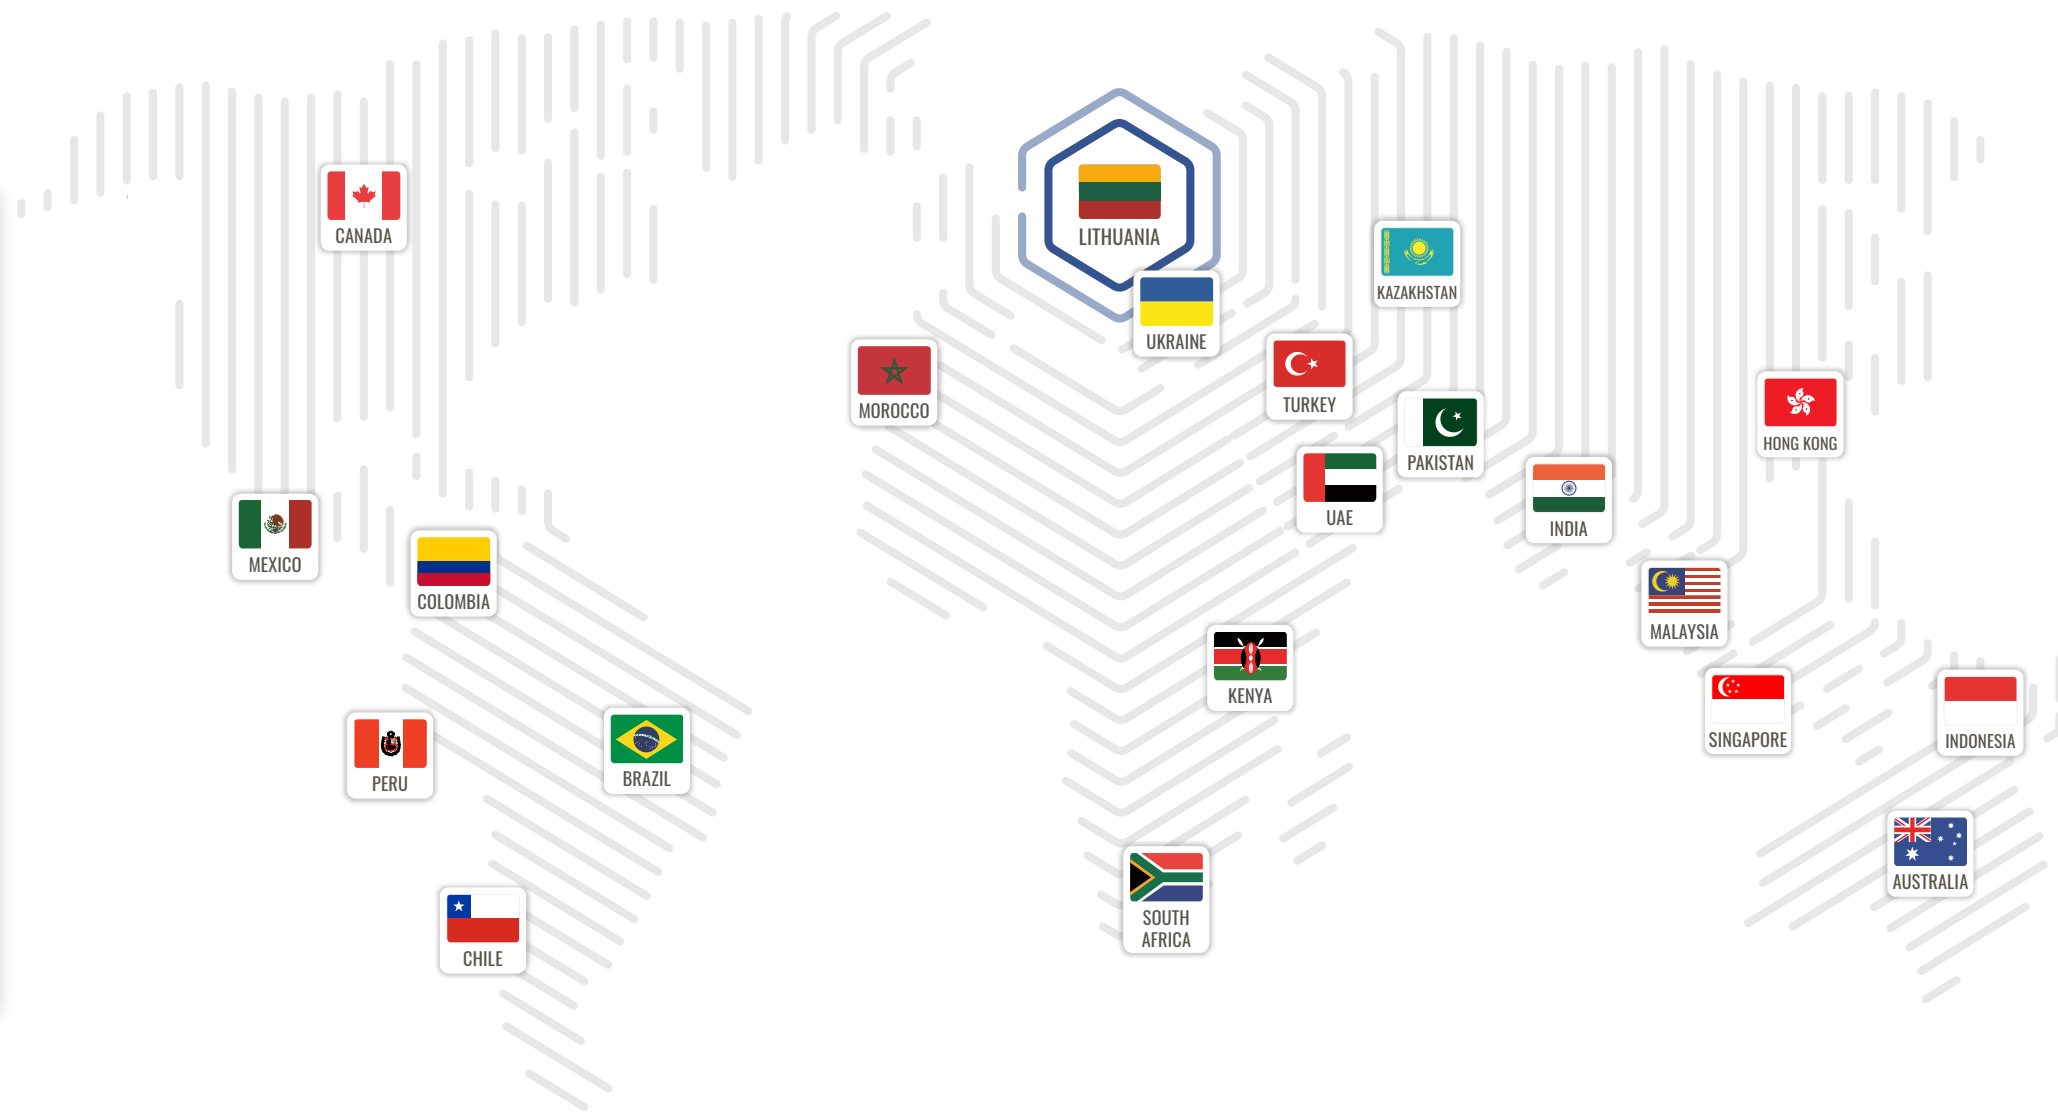 CANADA
LITHUANIA
KAZAKHSTAN
UKRAINE
MOROCCO
TURKEY
HONG KONG
PAKISTAN
UAE
INDIA
MEXICO
COLOMBIA
MALAYSIA
KENYA
SINGAPORE
INDONESIA
PERU
BRAZIL
AUSTRALIA
SOUTH
AFRICA
CHILE